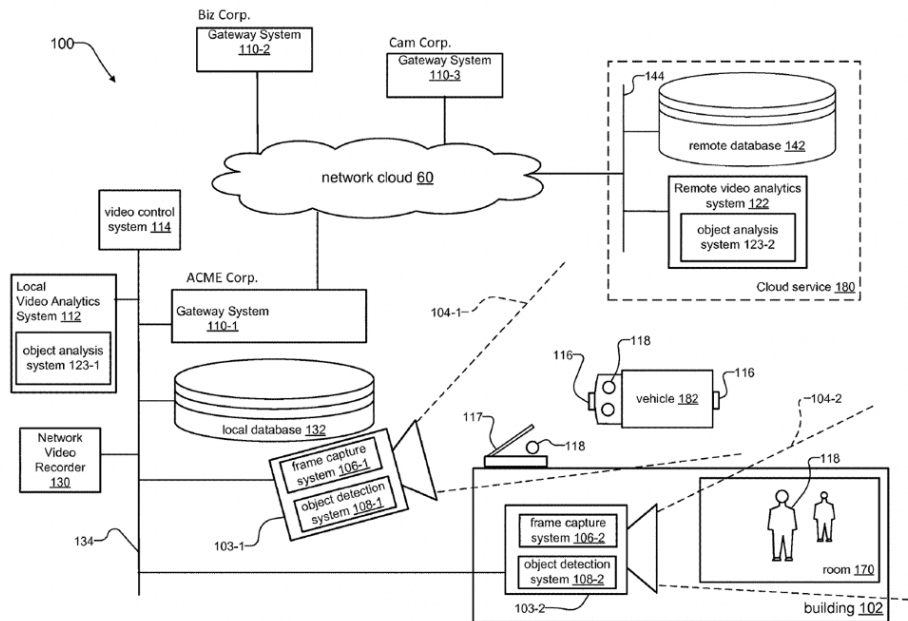 Biz Corp.
Gateway System
110-2
Cam Corp.
Gateway System
110-3
100
144
remote database 142
network cloud 60
Remote video analytics
system 122
object analysis
system 123-2
Cloud service 180
video control
system 114
ACME Corp.
Gateway System
110-1
Local
Video Analytics
System 112
object analysis
system 123-1
104-1
118
116
116
vehicle 182
104-2
117
118
local database 132
Network
Video
Recorder
130
frame capture
system 106-1
object detection
system 108-1
103-1
134
frame capture
system 106-2
object detection
system 108-2
103-2
118
room 170
building 102